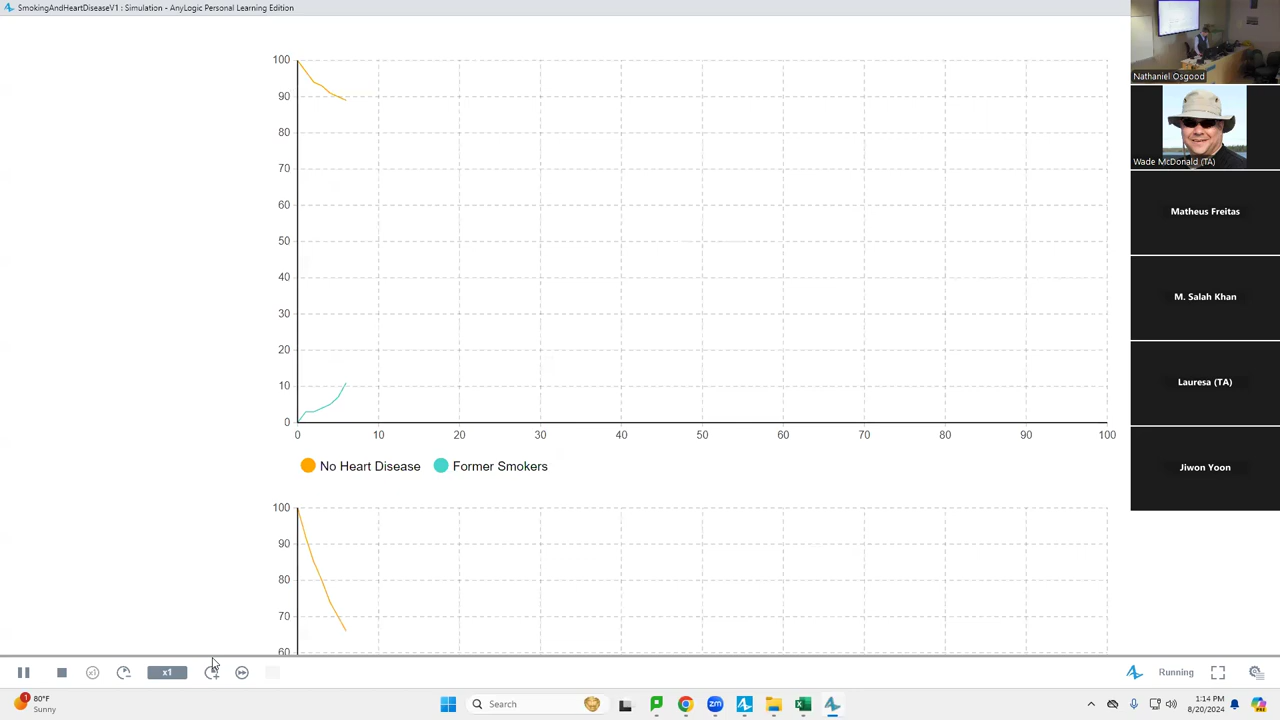 SmokingAndHeartDiseaseV1 : Simulation - AnyLogic Personal Learning Edition
100
90
80
70
60
50
40
30
20
10
0
0 10 20 30 40 50 60 70 80 90 100
No Heart Disease Former Smokers
100
90
80
70
60
Nathaniel Osgood
Wade McDonald (TA)
Matheus Freitas
M. Salah Khan
Lauresa (TA)
Jiwon Yoon
x1
x1
Running
1
80°F
Sunny
Search
zm
1:14 PM
8/20/2024